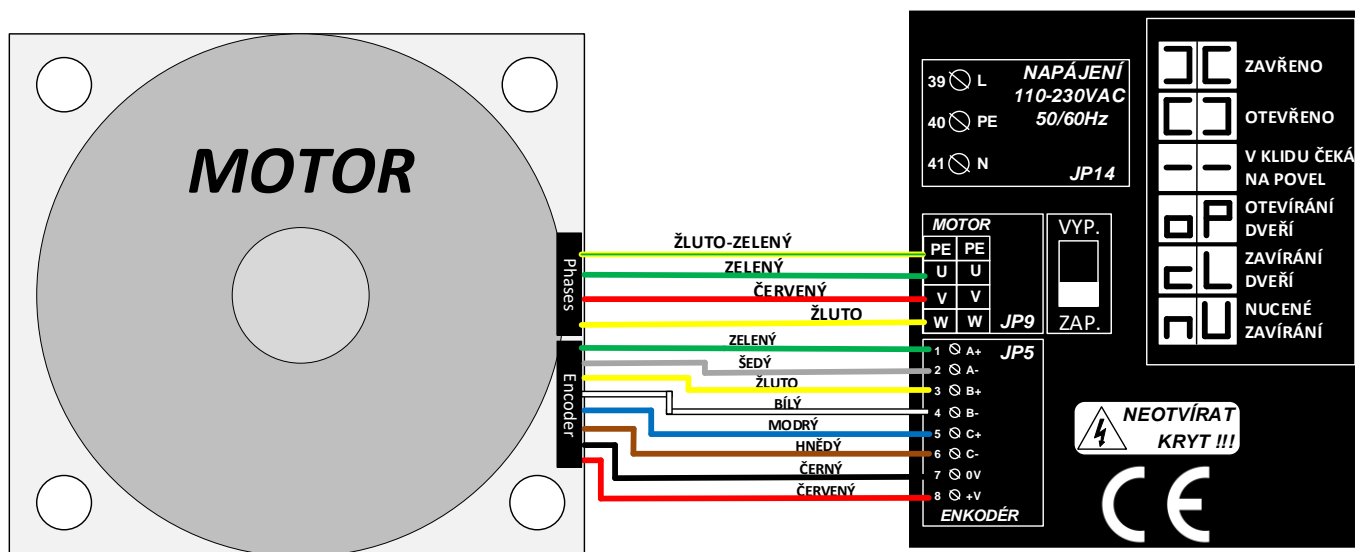 MOTOR
Phases
Encoder
ŽLUTO-ZELENÝ
ZELENÝ
ČERVENÝ
ŽLUTO
ZELENÝ
ŠEDÝ
ŽLUTO
BÍLÝ
MODRÝ
HNĚDÝ
ČERNÝ
ČERVENÝ
39 L
40 PE
41 N
NAPÁJENÍ
110-230VAC
50/60Hz
JP14
MOTOR
PE PE
U U
V V
W W
JP9
VYP.
ZAP.
1 A+
2 A-
3 B+
4 B-
5 C+
6 C-
7 0V
8 +V
JP5
ENKODÉR
ZAVŘENO
OTEVŘENO
-- V KLIDU ČEKÁ
NA POVEL
oP OTEVÍRÁNÍ
DVEŘÍ
cL ZAVÍRÁNÍ
DVEŘÍ
nU NUCENÉ
ZAVÍRÁNÍ
NEOTVÍRAT
KRYT !!!
CE